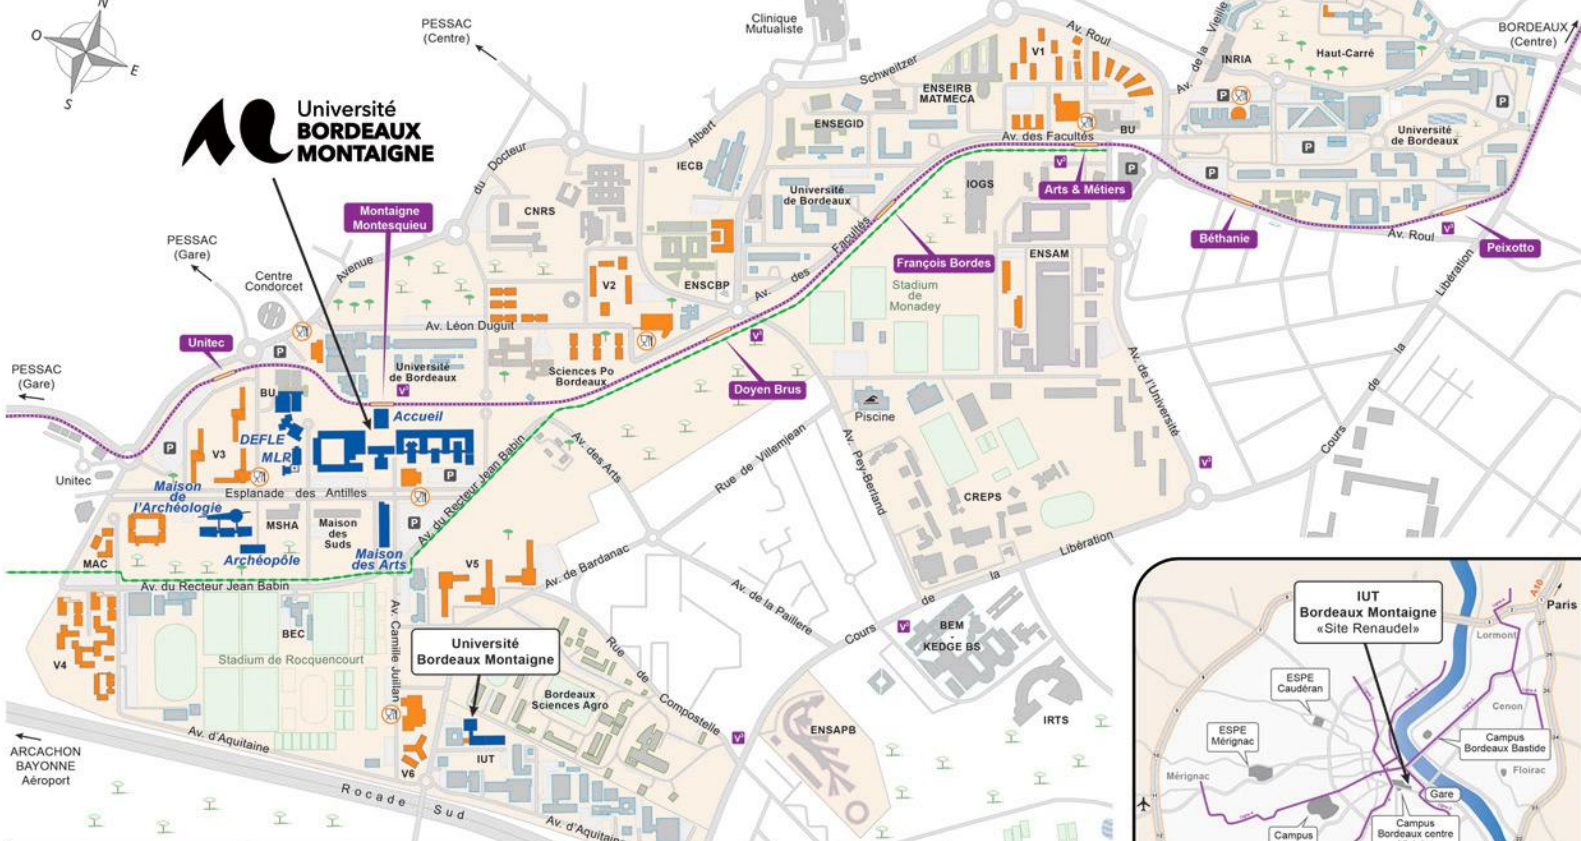 N
O
E
S
Université
BORDEAUX
MONTAIGNE
PESSAC
(Centre)
Clinique
Mutualiste
Av. Roul
Av. de la Vieille
BORDEAUX
(Centre)
V1
INRIA
Haut-Carré
Schweitzer
ENSEIRB
MATMECA
P
P
ENSEGID
Av. des Facultés
BU
Université
de Bordeaux
Albert
P
du Docteur
IECB
V³
P
P
Arts & Métiers
IOGS
Université
de Bordeaux
CNRS
Montaigne
Montesquieu
Facultés
des
Av.
François Bordes
ENSAM
Béthanie
Av. Roul
V³
Peixotto
PESSAC
(Gare)
Avenue
Centre
Condorcet
V2
ENSCBP
Stadium
de
Monadey
Libération
la
de
Cours
Av. Léon Duguit
Unitec
P
V³
Université
de Bordeaux
Sciences Po
Bordeaux
Doyen Brus
Av. de l'Université
PESSAC
(Gare)
V³
BU
Accueil
Piscine
DEFLE
MLR
P
V3
P
Av. des Arts
Rue de Villemjean
Av. Pey-Berland
V³
Unitec
Maison
de
l'Archéologie
Esplanade des Antilles
Av. du Recteur Jean Babin
CREPS
MSHA
Maison
des
Suds
P
MAC
Archéopôle
Maison
des Arts
V5
Av. de Bardanac
Libération
la
de
Cours
Av. du Recteur Jean Babin
Av. de la Paillere
BEC
Av. Camille Jullian
Université
Bordeaux Montaigne
V³
BEM
-
KEDGE BS
V4
Stadium de Rocquencourt
Rue de Compostelle
Bordeaux
Sciences Agro
IRTS
ENSAPB
V³
Av. d'Aquitaine
ARCACHON
BAYONNE
Aéroport
V6
IUT
Rocade Sud
Av. d'Aquitaine
IUT
Bordeaux Montaigne
«Site Renaudel»
A10
Paris
Lormont
ESPE
Caudéran
Cenon
ESPE
Mérignac
Campus
Bordeaux Bastide
Mérignac
Floirac
Gare
Campus
Campus
Bordeaux centre